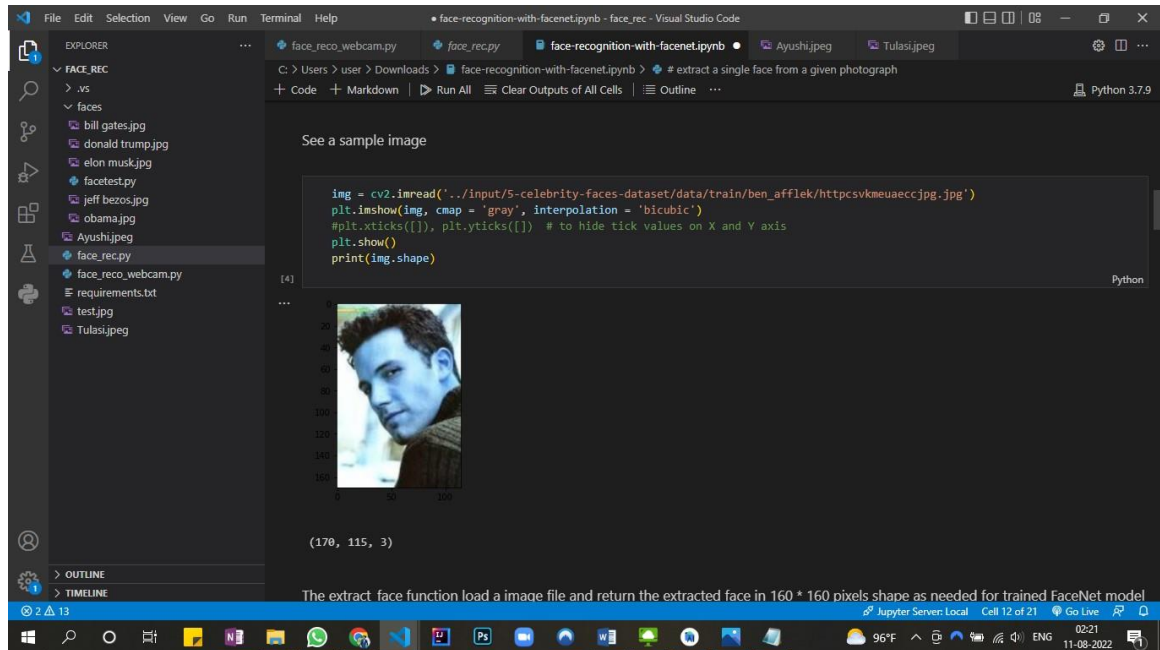 File Edit Selection View Go Run Terminal Help
● face-recognition-with-facenet.ipynb - face_rec - Visual Studio Code
EXPLORER
FACE_REC
.vs
faces
bill gates.jpg
donald trump.jpg
elon musk.jpg
facetest.py
jeff bezos.jpg
obama.jpg
Ayushi.jpeg
face_rec.py
face_reco_webcam.py
requirements.txt
test.jpg
Tulasi.jpeg
OUTLINE
TIMELINE
face_reco_webcam.py face_rec.py face-recognition-with-facenet.ipynb ● Ayushi.jpeg Tulasi.jpeg
C: > Users > user > Downloads > face-recognition-with-facenet.ipynb > # extract a single face from a given photograph
+ Code + Markdown | Run All Clear Outputs of All Cells | Outline ...
Python 3.7.9
See a sample image
img = cv2.imread('../input/5-celebrity-faces-dataset/data/train/ben_afflek/httpcsvkmeuaeccjpg.jpg')
plt.imshow(img, cmap = 'gray', interpolation = 'bicubic')
#plt.xticks([]), plt.yticks([]) # to hide tick values on X and Y axis
plt.show()
print(img.shape)
[4]
Python
0
20
40
60
80
100
120
140
160
0 50 100
(170, 115, 3)
The extract_face function load a image file and return the extracted face in 160 * 160 pixels shape as needed for trained FaceNet model
2 13
Jupyter Server: Local Cell 12 of 21 Go Live
96°F ENG 02:21
11-08-2022